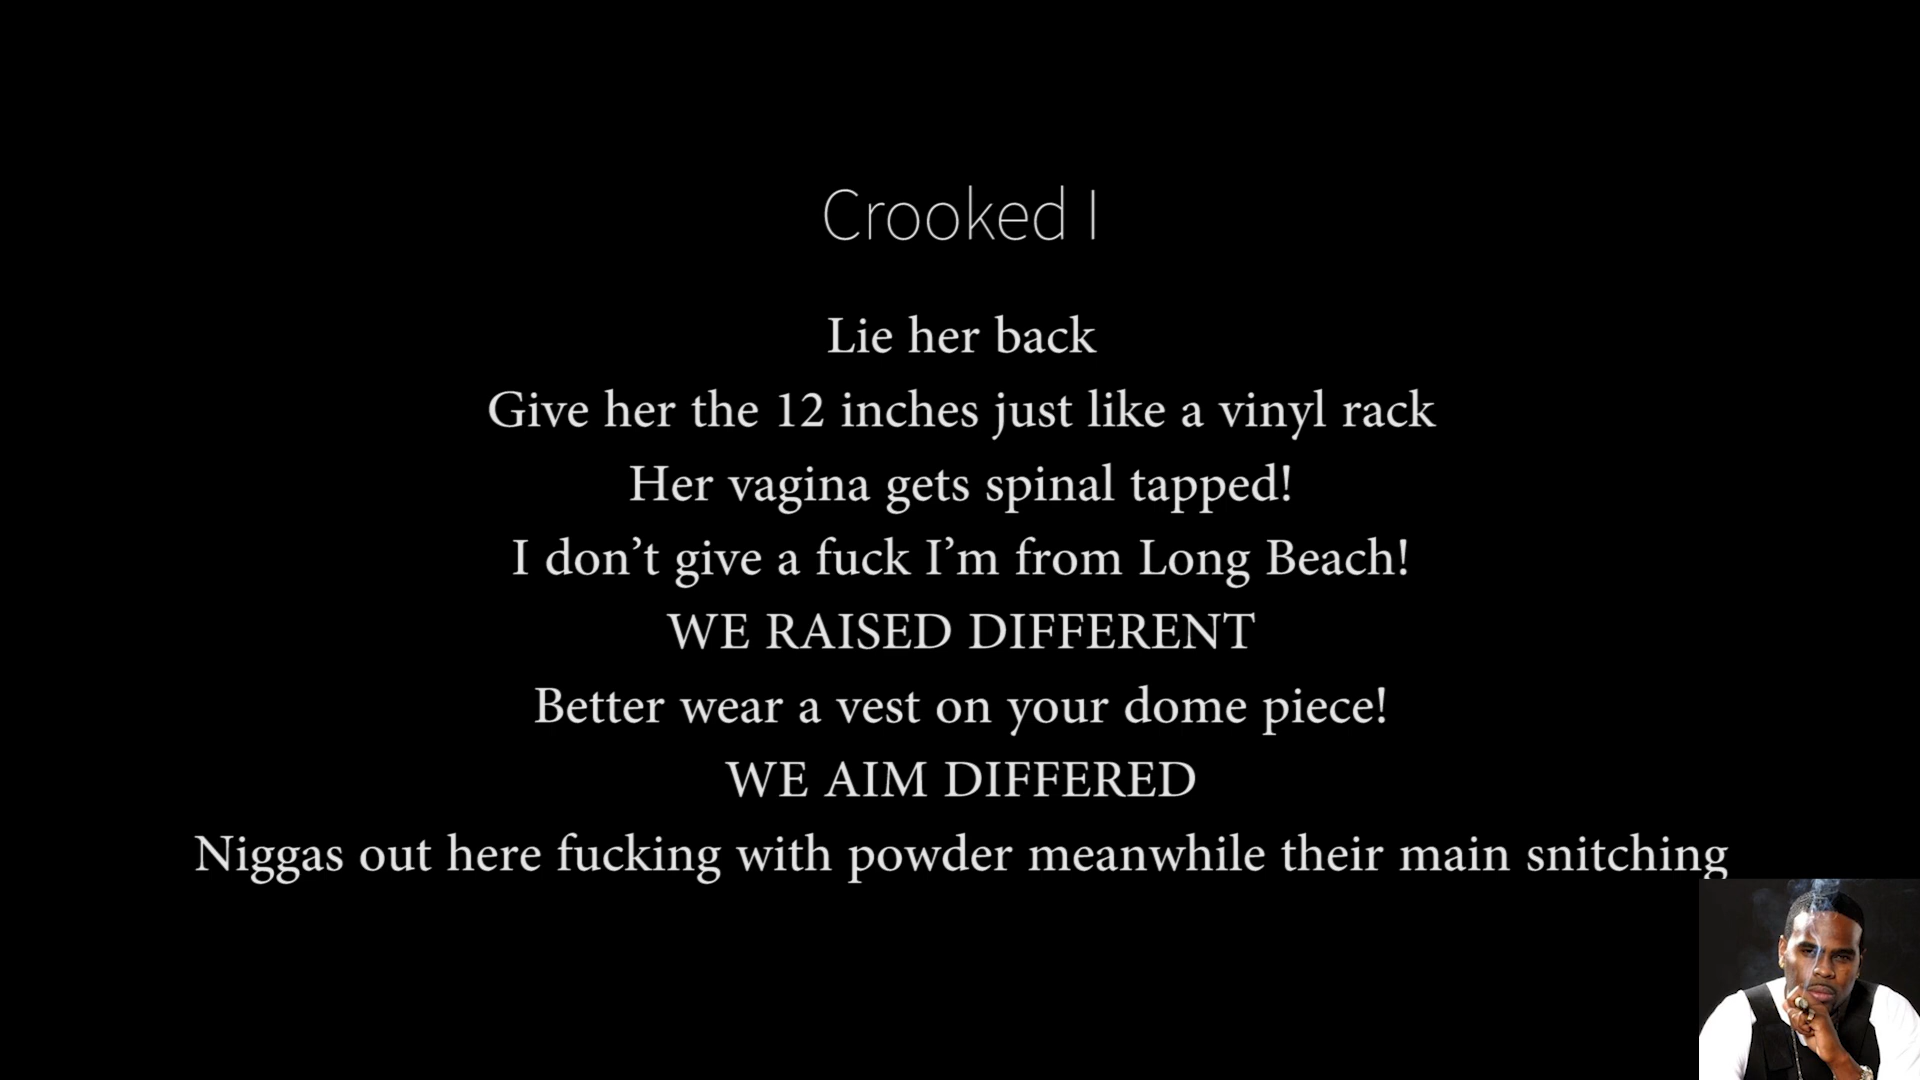 Crooked I
Lie her back
Give her the 12 inches just like a vinyl rack
Her vagina gets spinal tapped!
I don’t give a fuck I’m from Long Beach!
WE RAISED DIFFERENT
Better wear a vest on your dome piece!
WE AIM DIFFERED
Niggas out here fucking with powder meanwhile their main snitching